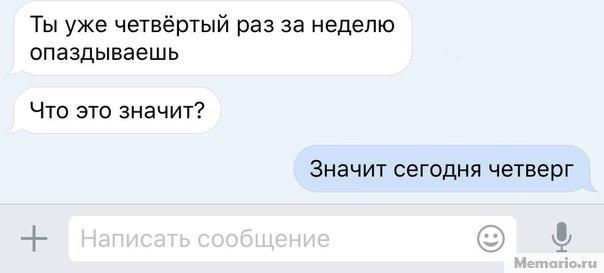 Ты уже четвёртый раз за неделю
опаздываешь
Что это значит?
Значит сегодня четверг
Написать сообщение
Memario.ru